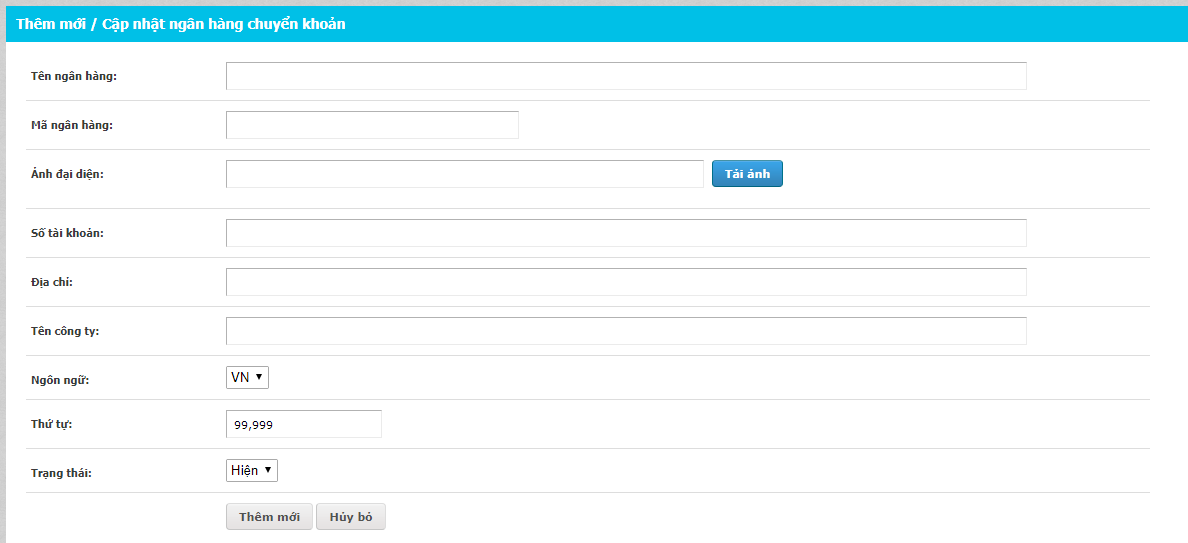 Thêm mới / Cập nhật ngân hàng chuyển khoản
Tên ngân hàng:
Mã ngân hàng:
Ảnh đại diện:
Tải ảnh
Số tài khoản:
Địa chỉ:
Tên công ty:
Ngôn ngữ:
VN
Thứ tự:
99,999
Trạng thái:
Hiện
Thêm mới
Hủy bỏ